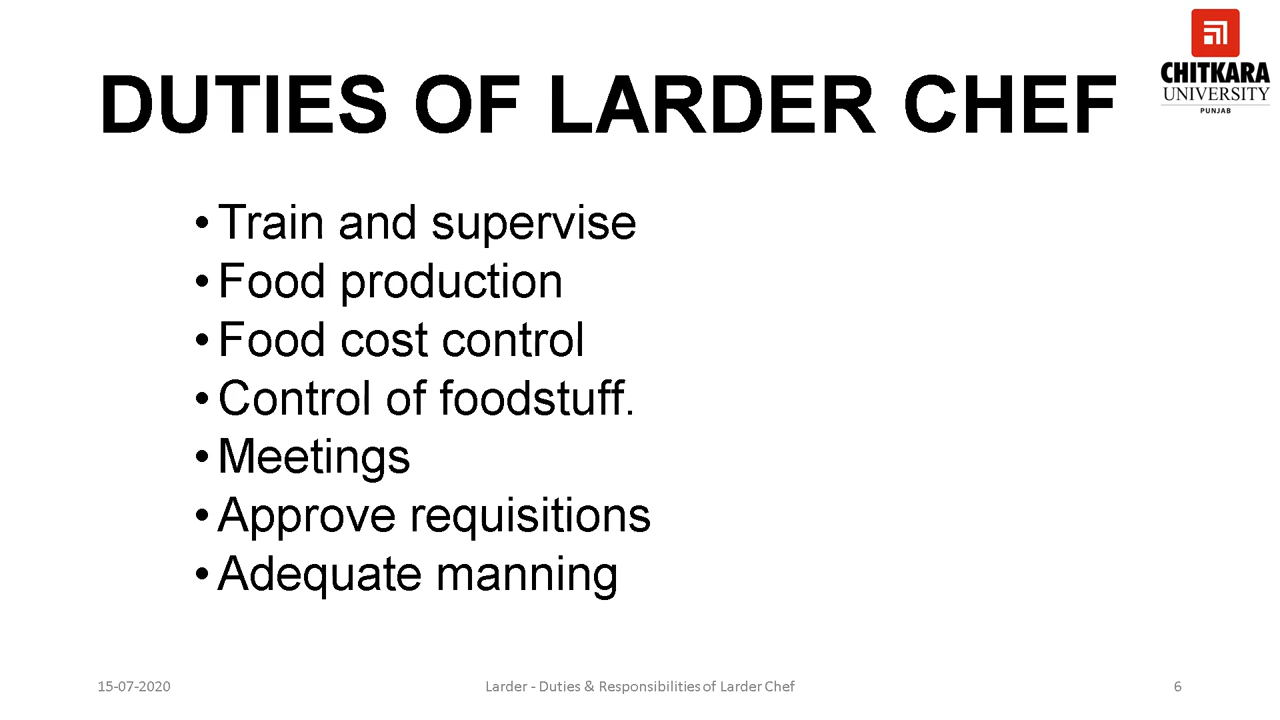 CHITKARA
UNIVERSITY
PUNJAB
DUTIES OF LARDER CHEF
• Train and supervise
• Food production
• Food cost control
• Control of foodstuff.
• Meetings
• Approve requisitions
• Adequate manning
15-07-2020
Larder - Duties & Responsibilities of Larder Chef
6